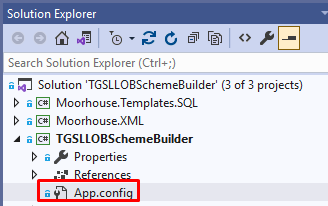 Solution Explorer
Search Solution Explorer (Ctrl+;)
Solution 'TGSLLOBSchemeBuilder' (3 of 3 projects)
C# Moorhouse.Templates.SQL
C# Moorhouse.XML
C# TGSLLOBSchemeBuilder
Properties
References
App.config